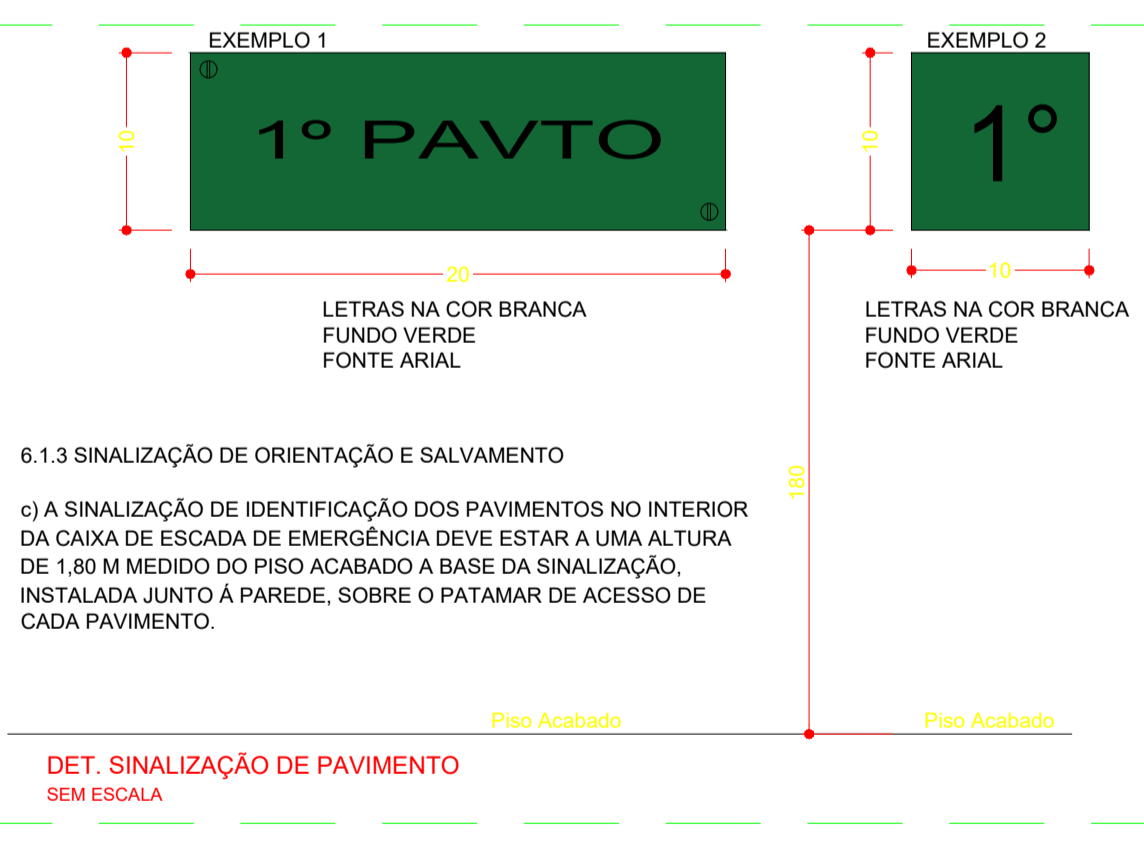 EXEMPLO 1
EXEMPLO 2
10
1º PAVTO
10
1°
20
10
LETRAS NA COR BRANCA
FUNDO VERDE
FONTE ARIAL
LETRAS NA COR BRANCA
FUNDO VERDE
FONTE ARIAL
6.1.3 SINALIZAÇÃO DE ORIENTAÇÃO E SALVAMENTO
c) A SINALIZAÇÃO DE IDENTIFICAÇÃO DOS PAVIMENTOS NO INTERIOR
DA CAIXA DE ESCADA DE EMERGÊNCIA DEVE ESTAR A UMA ALTURA
DE 1,80 M MEDIDO DO PISO ACABADO A BASE DA SINALIZAÇÃO,
INSTALADA JUNTO Á PAREDE, SOBRE O PATAMAR DE ACESSO DE
CADA PAVIMENTO.
180
Piso Acabado
Piso Acabado
DET. SINALIZAÇÃO DE PAVIMENTO
SEM ESCALA